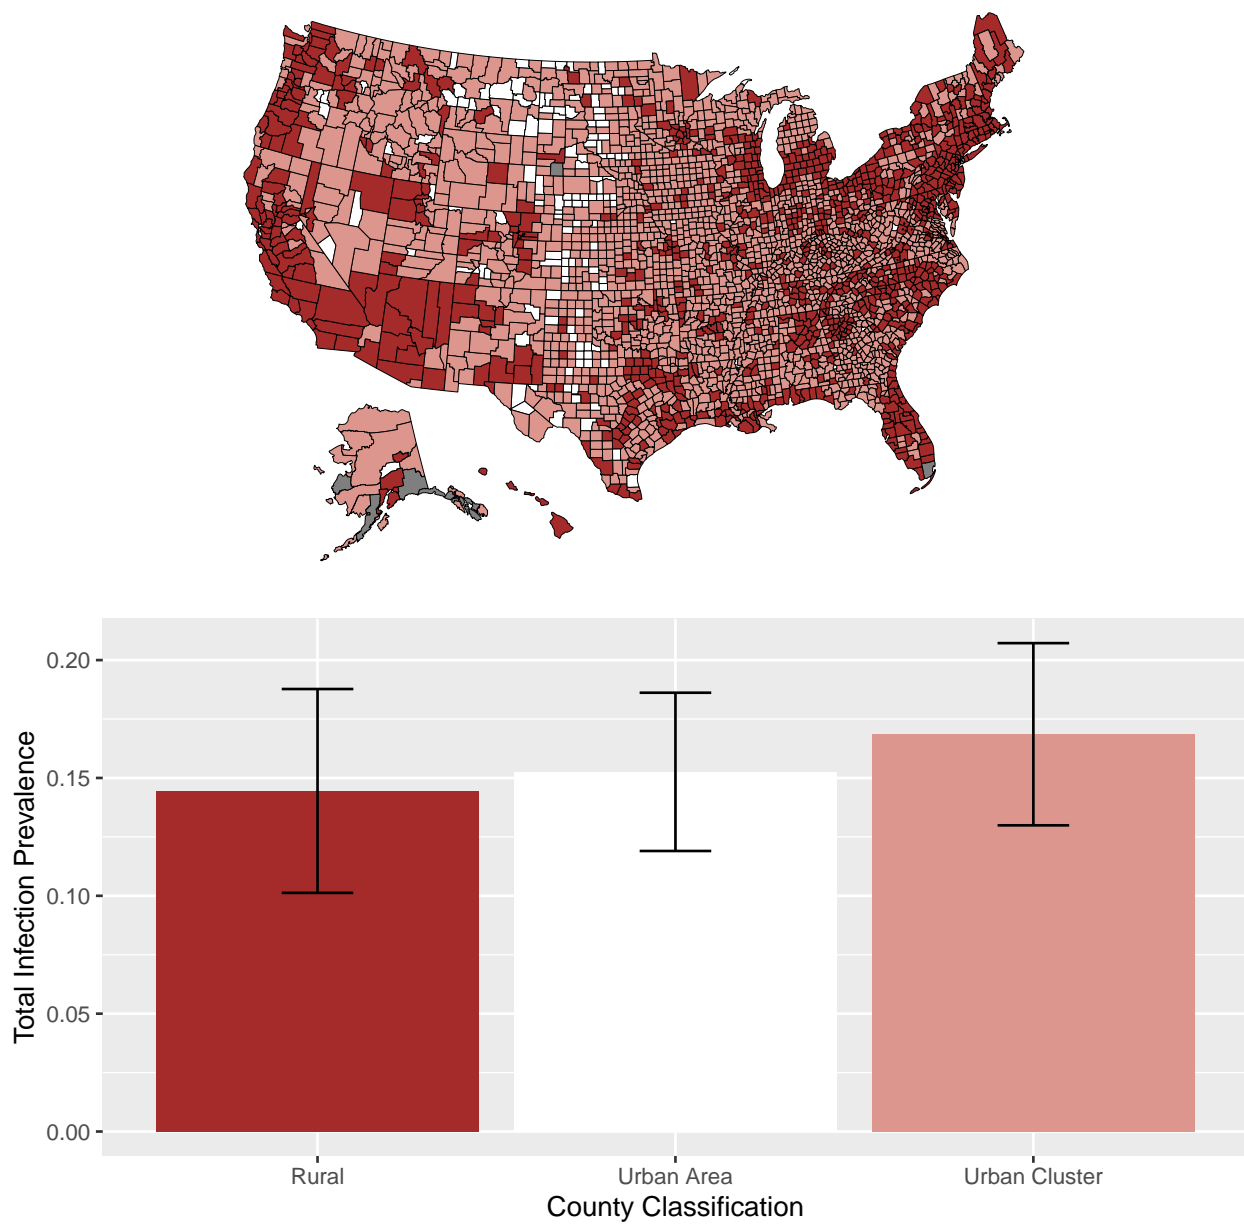 0.20
0.15
0.10
0.05
0.00
Total Infection Prevalence
Rural
Urban Area
Urban Cluster
County Classification